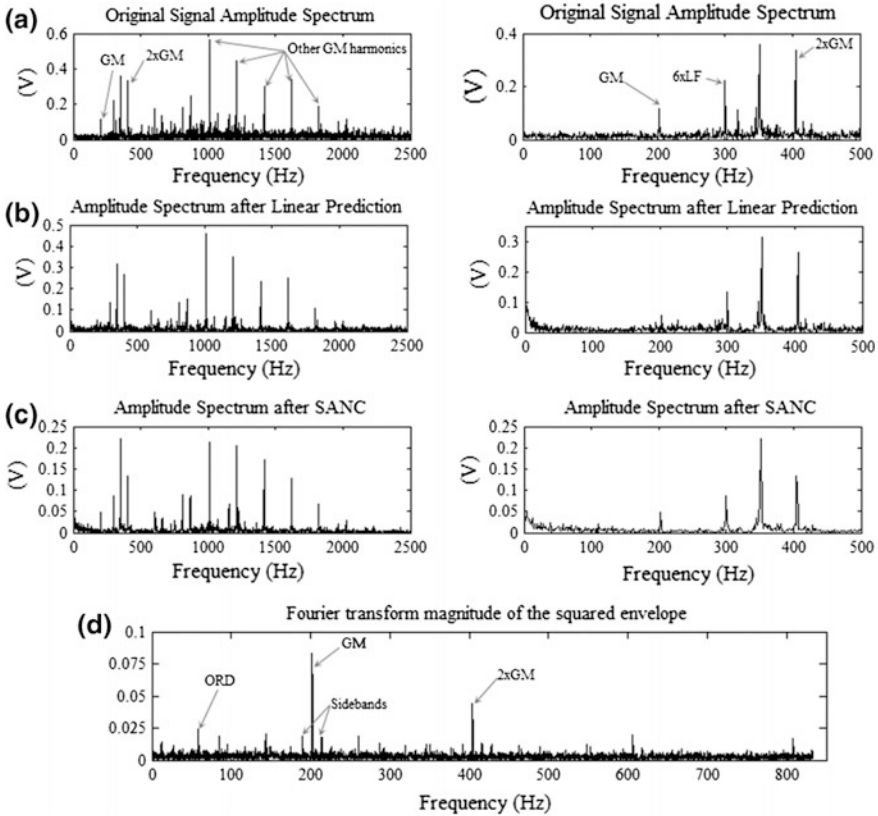 (a)
Original Signal Amplitude Spectrum
0.6
0.4
0.2
0
(V)
GM
2xGM
Other GM harmonics
0 500 1000 1500 2000 2500
Frequency (Hz)
Original Signal Amplitude Spectrum
0.4
0.2
0
(V)
GM
6xLF
2xGM
0 100 200 300 400 500
Frequency (Hz)
(b)
Amplitude Spectrum after Linear Prediction
0.5
0.4
0.3
0.2
0.1
0
(V)
0 500 1000 1500 2000 2500
Frequency (Hz)
Amplitude Spectrum after Linear Prediction
0.3
0.2
0.1
0
(V)
0 100 200 300 400 500
Frequency (Hz)
(c)
Amplitude Spectrum after SANC
0.25
0.2
0.15
0.1
0.05
0
(V)
0 500 1000 1500 2000 2500
Frequency (Hz)
Amplitude Spectrum after SANC
0.25
0.2
0.15
0.1
0.05
0
(V)
0 100 200 300 400 500
Frequency (Hz)
(d)
Fourier transform magnitude of the squared envelope
0.1
0.075
0.05
0.025
0
ORD
GM
Sidebands
2xGM
0 100 200 300 400 500 600 700 800
Frequency (Hz)